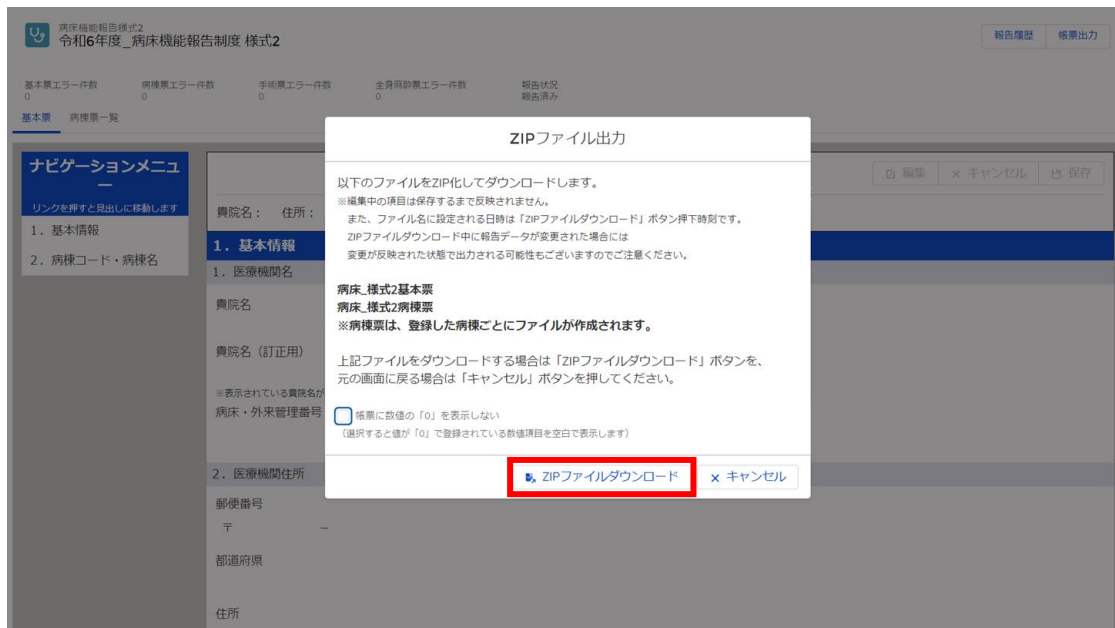 病床機能報告様式2
令和6年度_病床機能報告制度 様式2
報告履歴 帳票出力
基本票エラー件数 病棟票エラー件数 手術票エラー件数 全身麻酔票エラー件数 報告状況
0 0 0 0 報告済み
基本票 病棟票一覧
ナビゲーションメニュ
ー
リンクを押すと見出しに移動します
1. 基本情報
2. 病棟コード・病棟名
編集 × キャンセル 保存
貴院名： 住所：
1. 基本情報
1. 医療機関名
貴院名
貴院名（訂正用）
※表示されている貴院名が
病床・外来管理番号
2. 医療機関住所
郵便番号
〒 －
都道府県
住所
ZIPファイル出力
以下のファイルをZIP化してダウンロードします。
※編集中の項目は保存するまで反映されません。
また、ファイル名に設定される日時は「ZIPファイルダウンロード」ボタン押下時刻です。
ZIPファイルダウンロード中に報告データが変更された場合には
変更が反映された状態で出力される可能性もございますのでご注意ください。
病床_様式2基本票
病床_様式2病棟票
※病棟票は、登録した病棟ごとにファイルが作成されます。
上記ファイルをダウンロードする場合は「ZIPファイルダウンロード」ボタンを、
元の画面に戻る場合は「キャンセル」ボタンを押してください。
帳票に数値の「0」を表示しない
（選択すると値が「0」で登録されている数値項目を空白で表示します）
ZIPファイルダウンロード × キャンセル